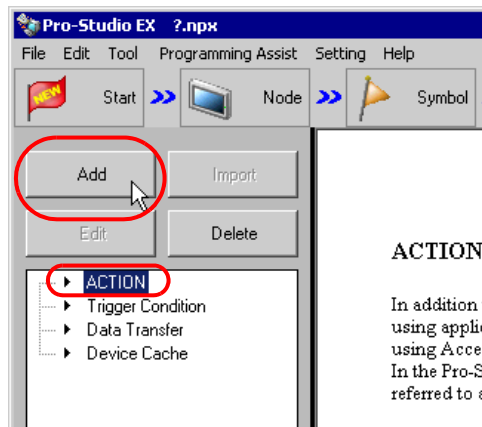 Pro-Studio EX ?.npx
File Edit Tool Programming Assist Setting Help
NEW Start Node Symbol
Add Import
Edit Delete
ACTION
Trigger Condition
Data Transfer
Device Cache
ACTION
In addition
using appli
using Acce
In the Pro-S
referred to a